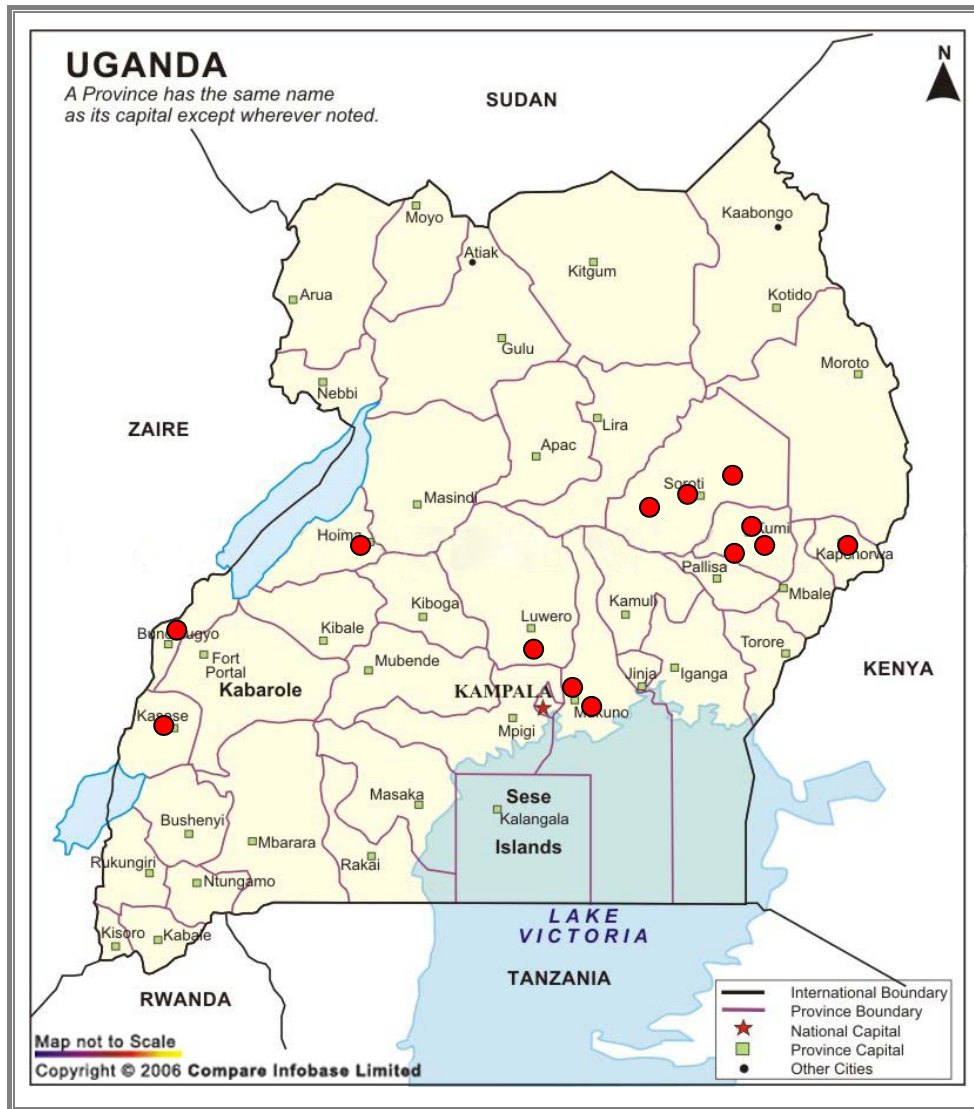 UGANDA
A Province has the same name
as its capital except wherever noted.
N
SUDAN
Moyo
Kaabongo
Atiak
Kitgum
Arua
Kotido
Gulu
Moroto
Nebbi
ZAIRE
Lira
Apac
Soroti
Masindi
Hoima
Kumi
Kapchorwa
Pallisa
Mbale
Kiboga
Luwero
Kamuli
Kibale
Bundibugyo
Torore
Fort
Portal
Mubende
Iganga
Jinja
KENYA
Kabarole
KAMPALA
Mukuno
Kasese
Mpigi
Masaka
Sese
Kalangala
Islands
Bushenyi
Mbarara
Rakai
Rukungiri
Ntungamo
LAKE
VICTORIA
Kisoro
Kabale
TANZANIA
RWANDA
International Boundary
Province Boundary
National Capital
Province Capital
Other Cities
Map not to Scale
Copyright © 2006 Compare Infobase Limited